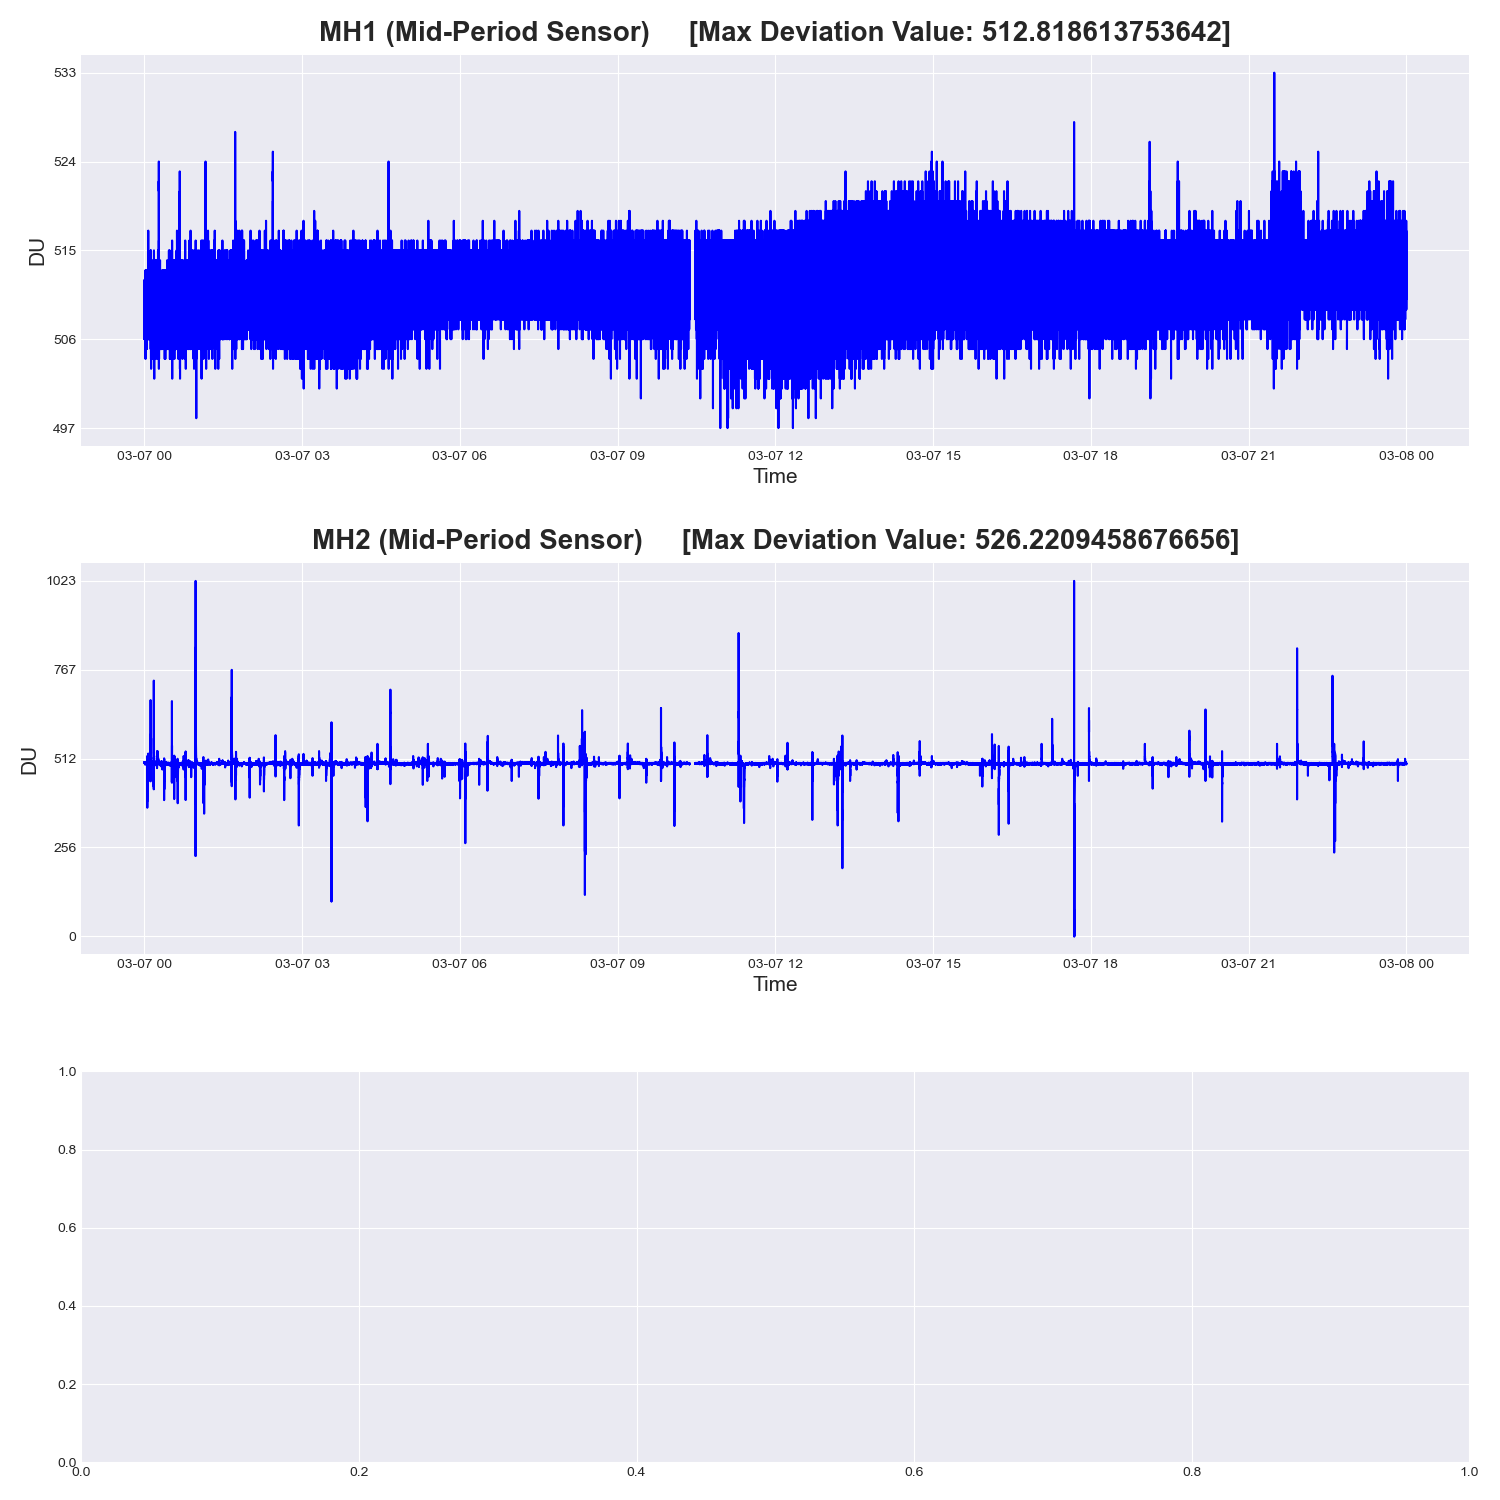 MH1 (Mid-Period Sensor) [Max Deviation Value: 512.818613753642]
533
524
515
506
497
DU
03-07 00 03-07 03 03-07 06 03-07 09 03-07 12 03-07 15 03-07 18 03-07 21 03-08 00
Time
MH2 (Mid-Period Sensor) [Max Deviation Value: 526.2209458676656]
1023
767
512
256
0
DU
03-07 00 03-07 03 03-07 06 03-07 09 03-07 12 03-07 15 03-07 18 03-07 21 03-08 00
Time
1.0
0.8
0.6
0.4
0.2
0.0
0.0 0.2 0.4 0.6 0.8 1.0